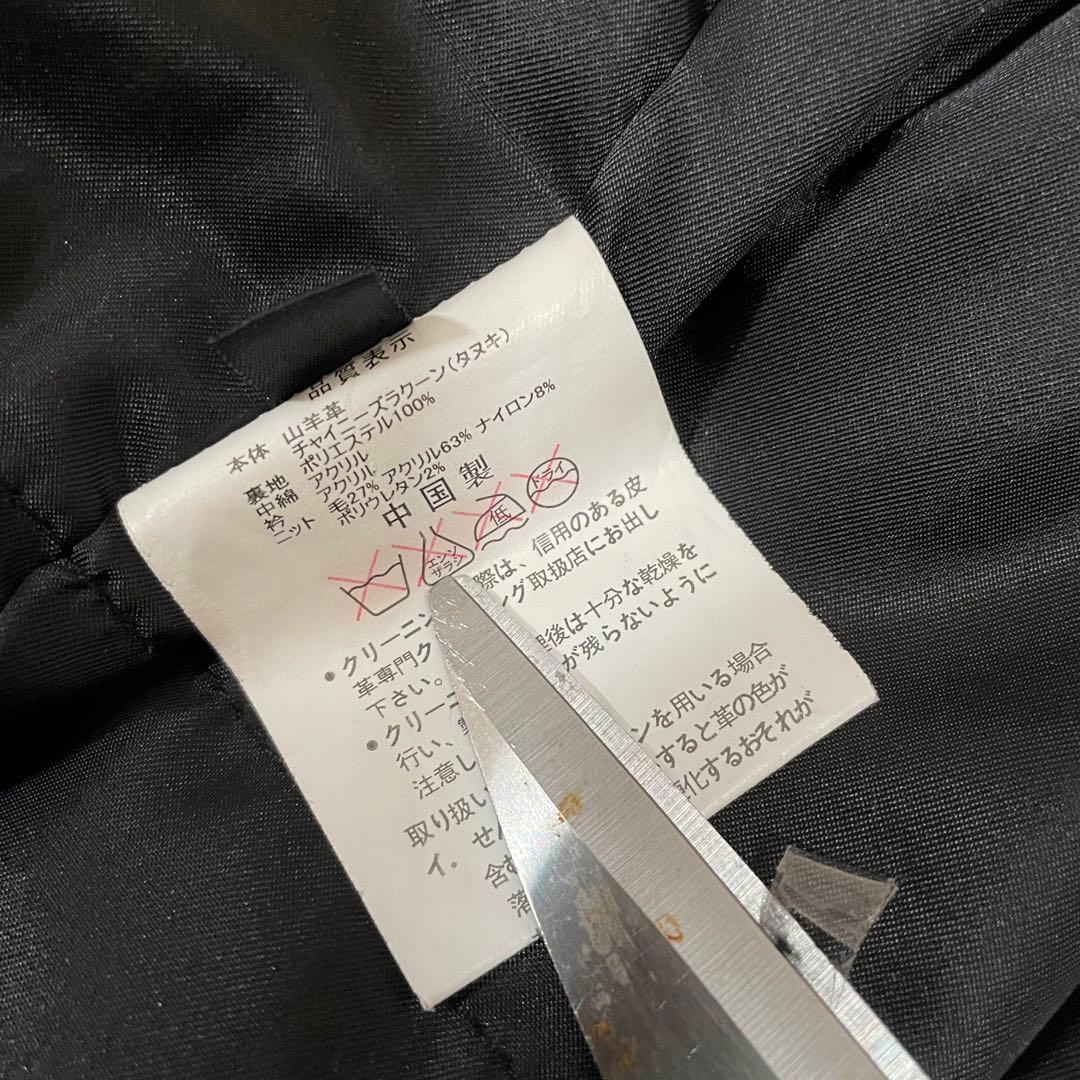 品質表示
本体 山羊革
チャイニーズラクーン(タヌキ)
裏地 ポリエステル100%
中綿 アクリル
衿 アクリル
ニット 毛27% アクリル63% ナイロン8%
ポリウレタン2%
中国製
エンソ サラシ 低 ドライ
・クリーニン 際は、信用のある皮
革専門ク ング取扱店にお出し
下さい。
・クリーニ 理後は十分な乾燥を
行い、 が残らないように
注意し
取り扱い
イ. せ ンを用いる場合
含む すると革の色が
落 化するおそれが